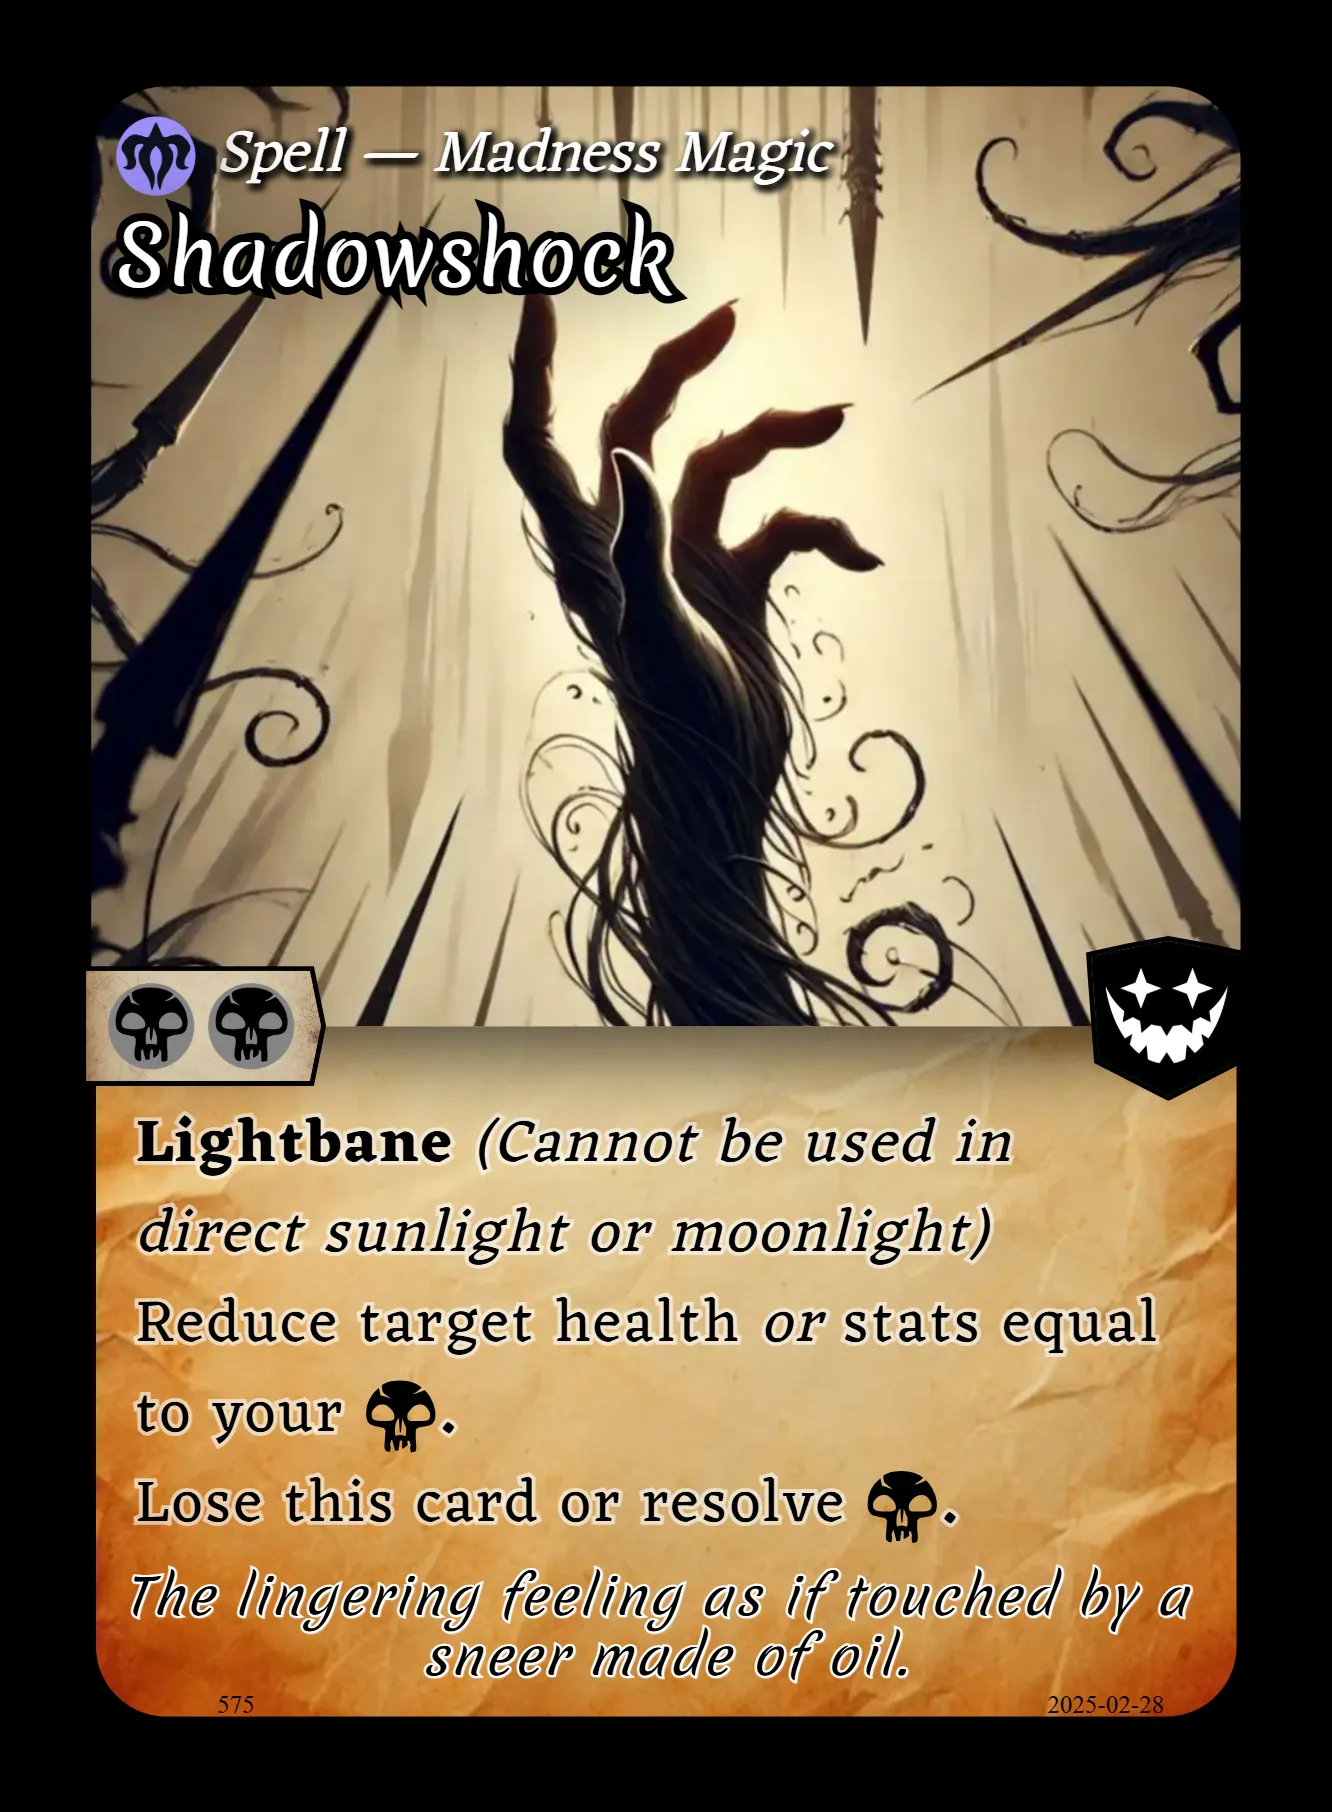 Spell — Madness Magic
Shadowshock
Lightbane (Cannot be used in
direct sunlight or moonlight)
Reduce target health or stats equal
to your .
Lose this card or resolve .
The lingering feeling as if touched by a
sneer made of oil.
575
2025-02-28